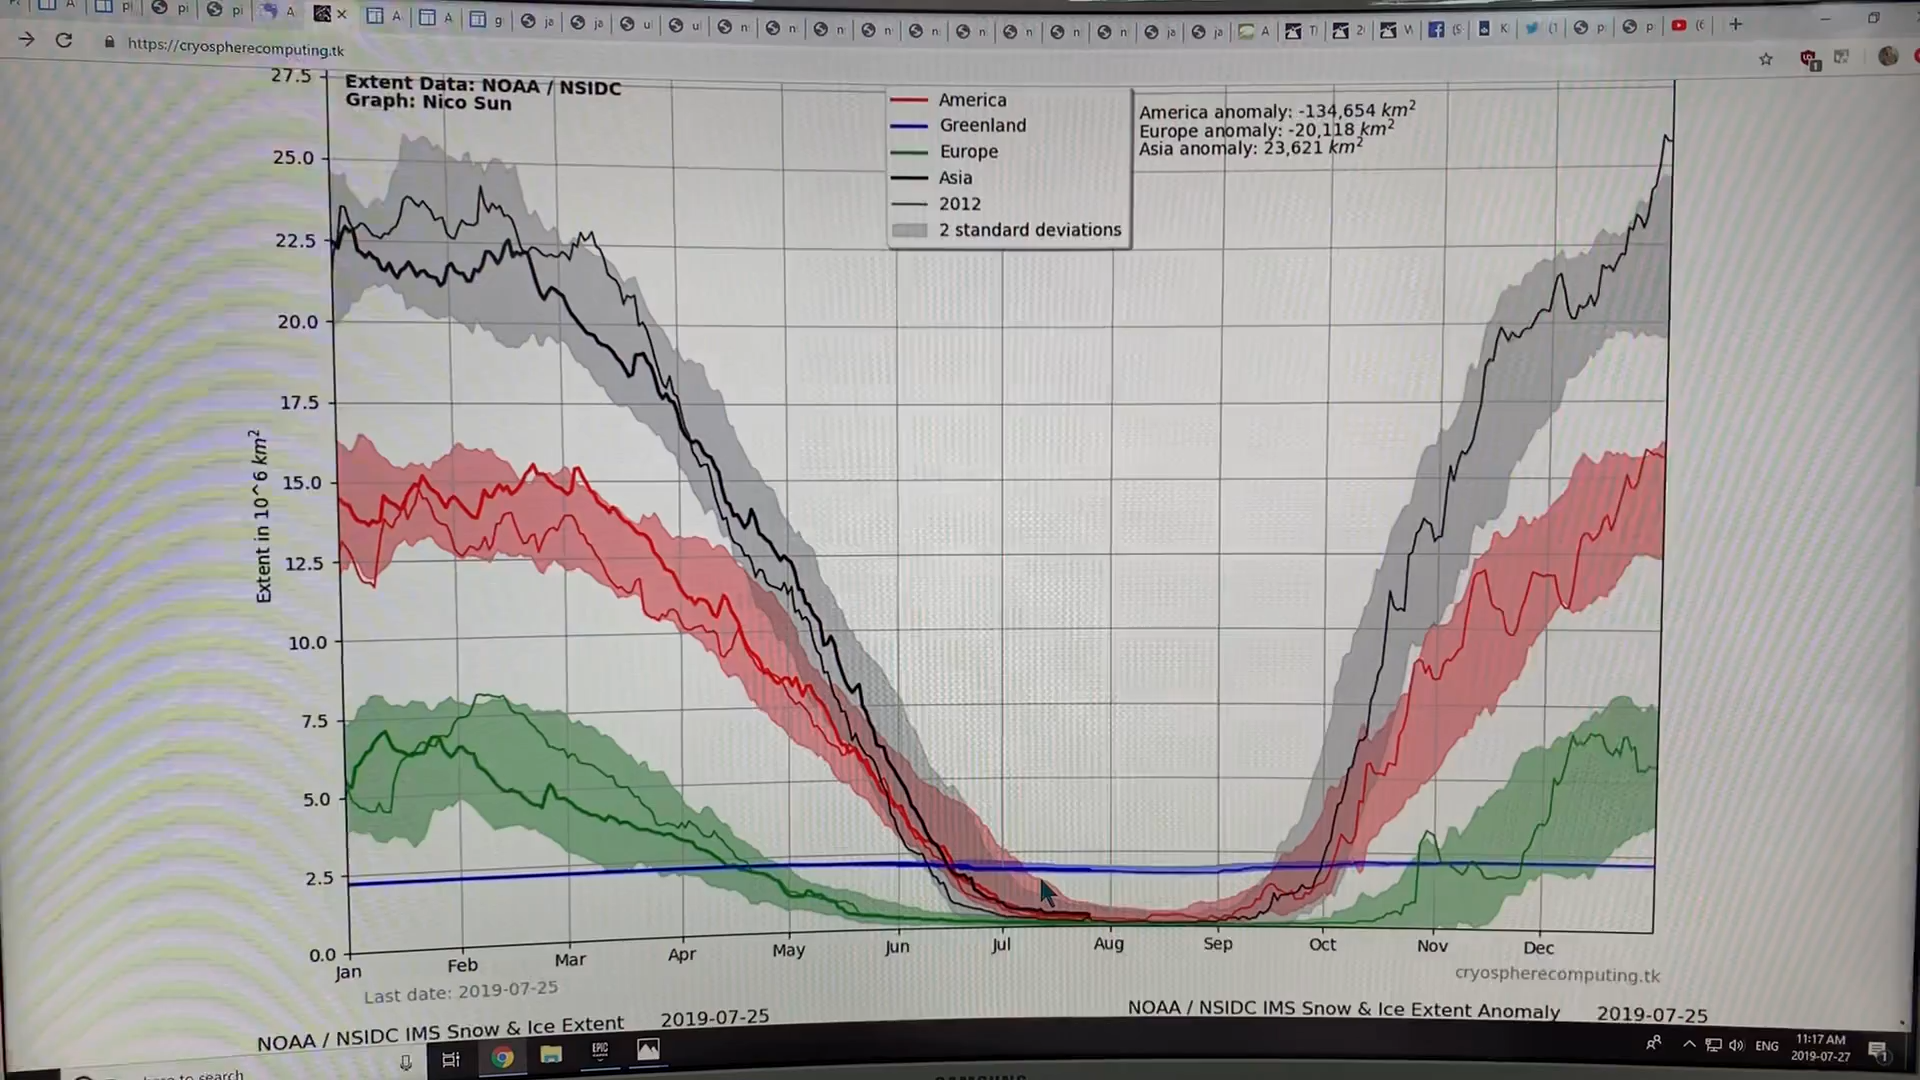 https://cryospherecomputing.tk
Extent Data: NOAA / NSIDC
Graph: Nico Sun
America
Greenland
Europe
Asia
2012
2 standard deviations
America anomaly: -134,654 km²
Europe anomaly: -20,118 km²
Asia anomaly: 23,621 km²
27.5
25.0
22.5
20.0
17.5
15.0
12.5
10.0
7.5
5.0
2.5
0.0
Extent in 10^6 km²
Jan Feb Mar Apr May Jun Jul Aug Sep Oct Nov Dec
Last date: 2019-07-25
cryospherecomputing.tk
NOAA / NSIDC IMS Snow & Ice Extent 2019-07-25
NOAA / NSIDC IMS Snow & Ice Extent Anomaly 2019-07-25
to search
EPIC
ENG
11:17 AM
2019-07-27